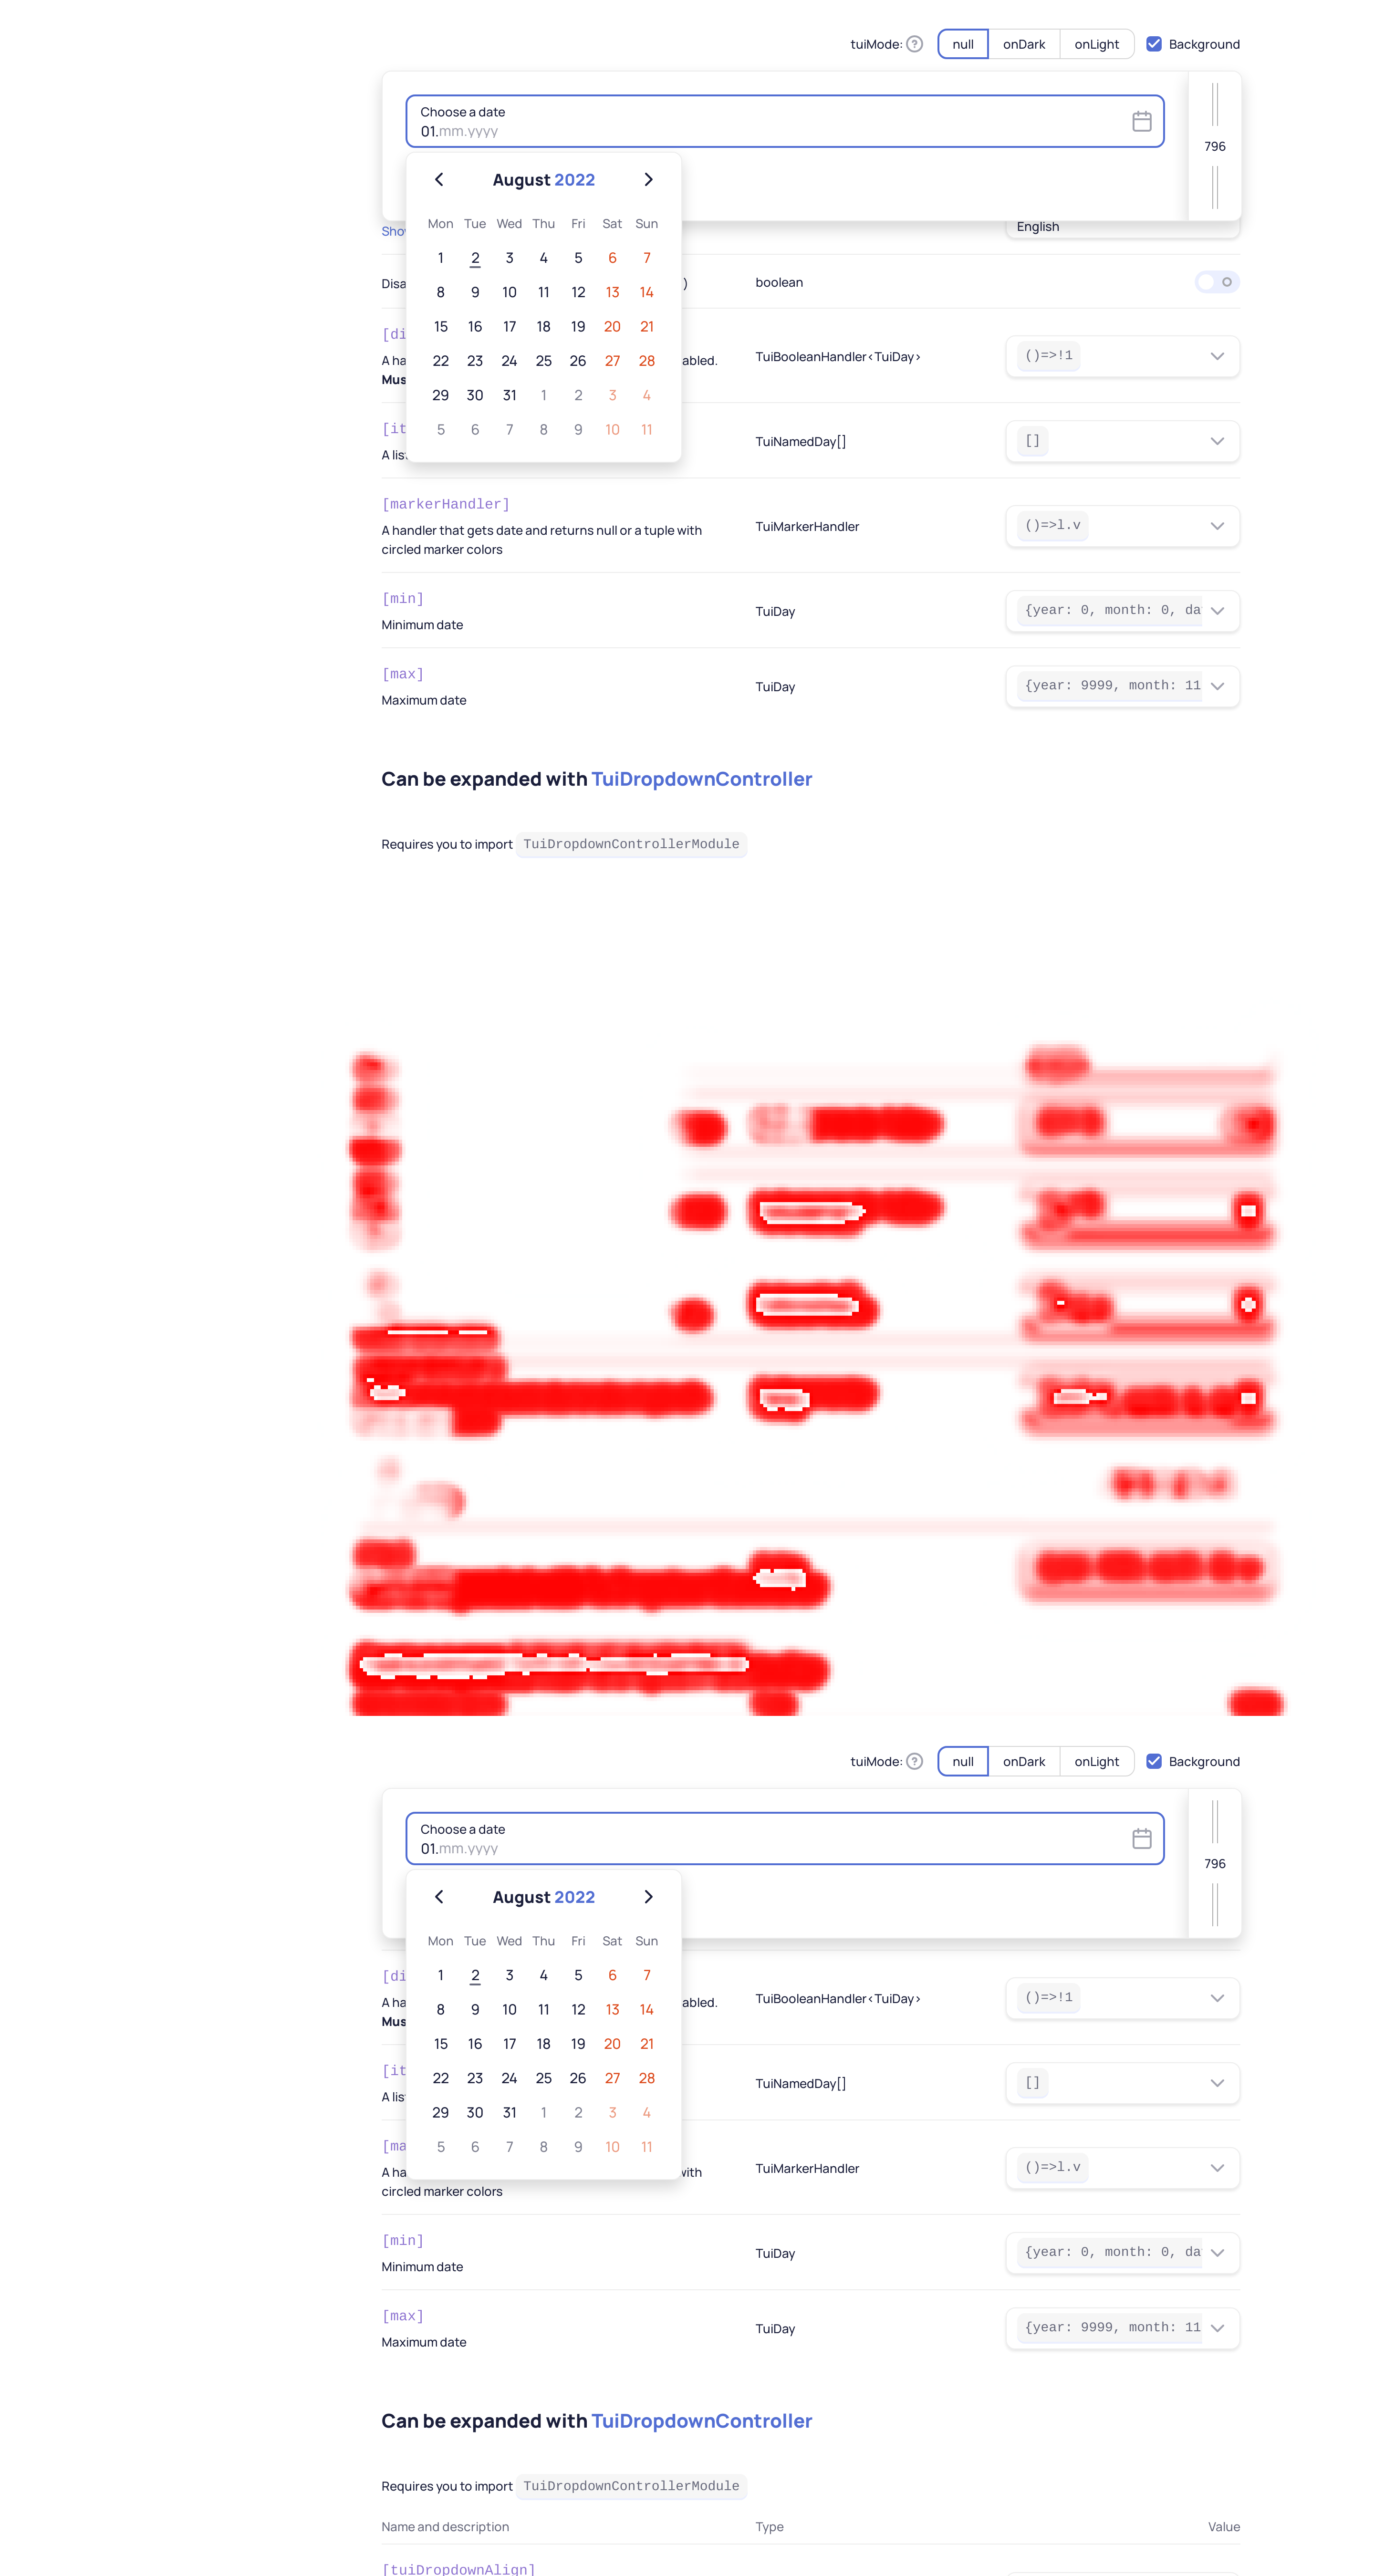 tuiMode: ? null onDark onLight Background
Choose a date
01.mm.yyyy
796
August 2022
Mon Tue Wed Thu Fri Sat Sun
English
1 2 3 4 5 6 7
boolean
8 9 10 11 12 13 14
15 16 17 18 19 20 21
[di
A ha
abled.
TuiBooleanHandler<TuiDay>
()=>!1
22 23 24 25 26 27 28
Mus
29 30 31 1 2 3 4
[it
5 6 7 8 9 10 11
TuiNamedDay[]
[]
[markerHandler]
A handler that gets date and returns null or a tuple with
circled marker colors
TuiMarkerHandler
()=>l.v
[min]
Minimum date
TuiDay
{year: 0, month: 0, da
[max]
Maximum date
TuiDay
{year: 9999, month: 11
Can be expanded with TuiDropdownController
Requires you to import TuiDropdownControllerModule
tuiMode: ? null onDark onLight Background
Choose a date
01.mm.yyyy
796
August 2022
Mon Tue Wed Thu Fri Sat Sun
1 2 3 4 5 6 7
[di
A ha
abled.
TuiBooleanHandler<TuiDay>
()=>!1
8 9 10 11 12 13 14
Mus
15 16 17 18 19 20 21
[it
22 23 24 25 26 27 28
TuiNamedDay[]
[]
29 30 31 1 2 3 4
[ma
5 6 7 8 9 10 11
A ha
with
circled marker colors
TuiMarkerHandler
()=>l.v
[min]
Minimum date
TuiDay
{year: 0, month: 0, da
[max]
Maximum date
TuiDay
{year: 9999, month: 11
Can be expanded with TuiDropdownController
Requires you to import TuiDropdownControllerModule
Name and description Type Value
[tuiDropdownAlign]